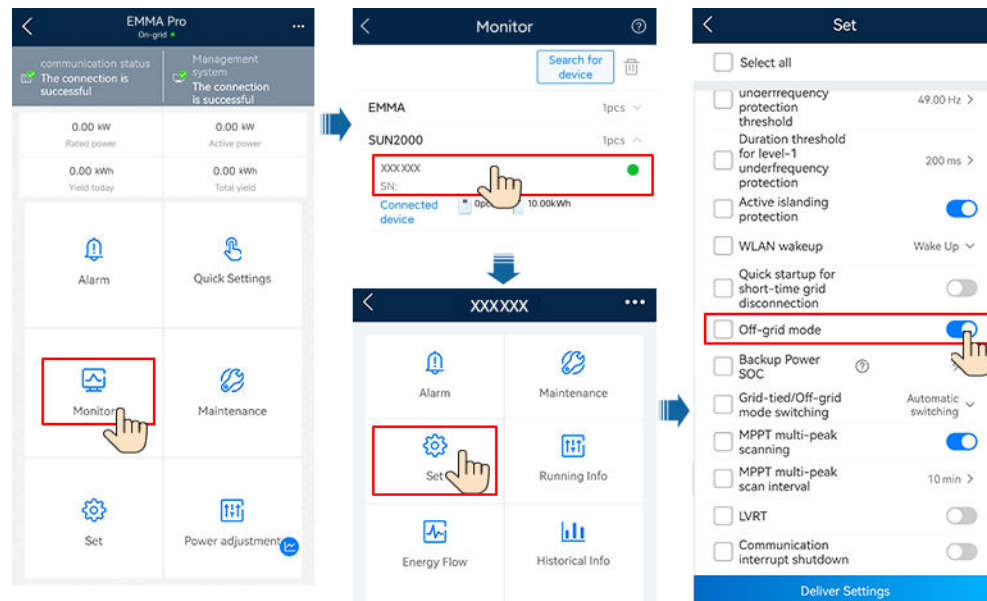 EMMA Pro
On-grid
communication status
The connection is
successful
Management
system
The connection
is successful
0.00 kW
Rated power
0.00 kW
Active power
0.00 kWh
Yield today
0.00 kWh
Total yield
Alarm
Quick Settings
Monitor
Maintenance
Set
Power adjustment
Monitor
Search for
device
EMMA
1pcs
SUN2000
1pcs
XXXXXX
SN:
Connected
device
10.00kWh
XXXXXX
Alarm
Maintenance
Set
Running Info
Energy Flow
Historical Info
Set
Select all
underfrequency
protection
threshold
49.00 Hz
Duration threshold
for level-1
underfrequency
protection
200 ms
Active islanding
protection
WLAN wakeup
Wake Up
Quick startup for
short-time grid
disconnection
Off-grid mode
Backup Power
SOC
Grid-tied/Off-grid
mode switching
Automatic
switching
MPPT multi-peak
scanning
MPPT multi-peak
scan interval
10 min
LVRT
Communication
interrupt shutdown
Deliver Settings